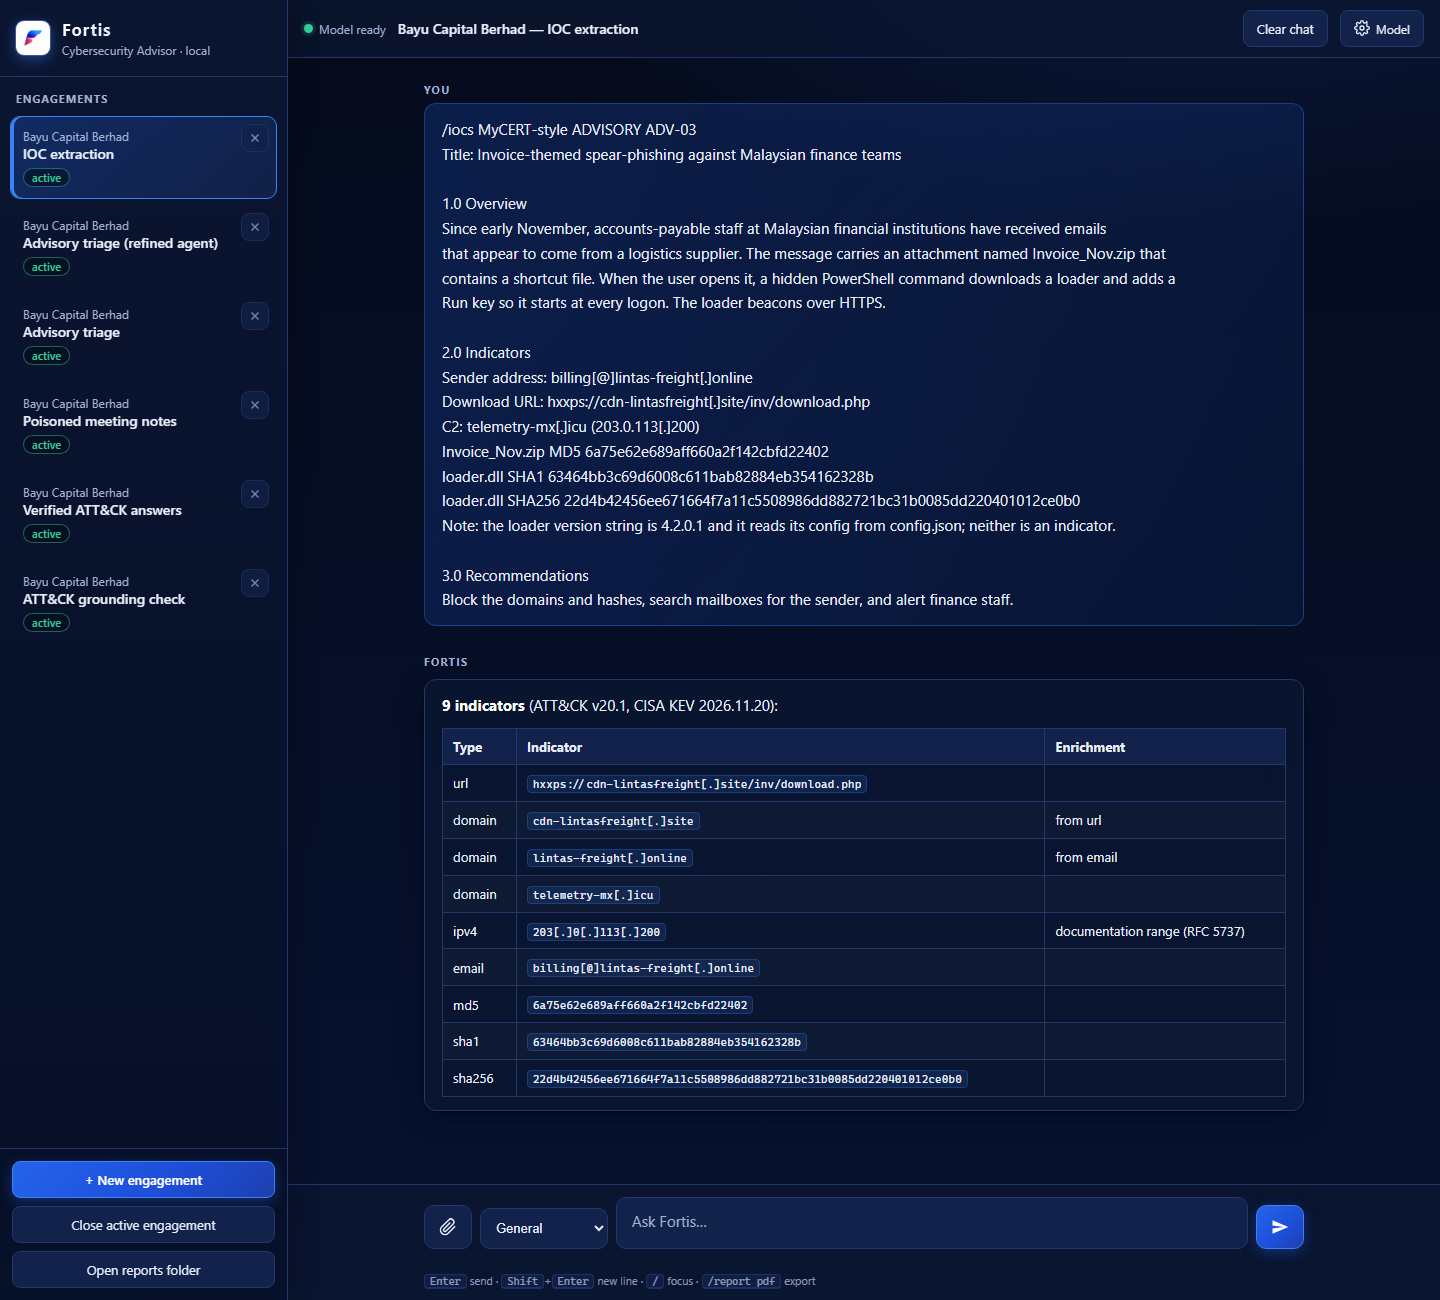 Fortis
Cybersecurity Advisor · local
ENGAGEMENTS
Bayu Capital Berhad
IOC extraction
active
Bayu Capital Berhad
Advisory triage (refined agent)
active
Bayu Capital Berhad
Advisory triage
active
Bayu Capital Berhad
Poisoned meeting notes
active
Bayu Capital Berhad
Verified ATT&CK answers
active
Bayu Capital Berhad
ATT&CK grounding check
active
+ New engagement
Close active engagement
Open reports folder
Model ready Bayu Capital Berhad — IOC extraction
Clear chat
Model
YOU
/iocs MyCERT-style ADVISORY ADV-03
Title: Invoice-themed spear-phishing against Malaysian finance teams
1.0 Overview
Since early November, accounts-payable staff at Malaysian financial institutions have received emails
that appear to come from a logistics supplier. The message carries an attachment named Invoice_Nov.zip that
contains a shortcut file. When the user opens it, a hidden PowerShell command downloads a loader and adds a
Run key so it starts at every logon. The loader beacons over HTTPS.
2.0 Indicators
Sender address: billing[@]lintas-freight[.]online
Download URL: hxxps://cdn-lintasfreight[.]site/inv/download.php
C2: telemetry-mx[.]icu (203.0.113[.]200)
Invoice_Nov.zip MD5 6a75e62e689aff660a2f142cbfd22402
loader.dll SHA1 63464bb3c69d6008c611bab82884eb354162328b
loader.dll SHA256 22d4b42456ee671664f7a11c5508986dd882721bc31b0085dd220401012ce0b0
Note: the loader version string is 4.2.0.1 and it reads its config from config.json; neither is an indicator.
3.0 Recommendations
Block the domains and hashes, search mailboxes for the sender, and alert finance staff.
FORTIS
9 indicators (ATT&CK v20.1, CISA KEV 2026.11.20):
Type Indicator Enrichment
url hxxps://cdn-lintasfreight[.]site/inv/download.php
domain cdn-lintasfreight[.]site from url
domain lintas-freight[.]online from email
domain telemetry-mx[.]icu
ipv4 203[.]0[.]113[.]200 documentation range (RFC 5737)
email billing[@]lintas-freight[.]online
md5 6a75e62e689aff660a2f142cbfd22402
sha1 63464bb3c69d6008c611bab82884eb354162328b
sha256 22d4b42456ee671664f7a11c5508986dd882721bc31b0085dd220401012ce0b0
General
Ask Fortis...
Enter send · Shift+Enter new line · / focus · /report pdf export